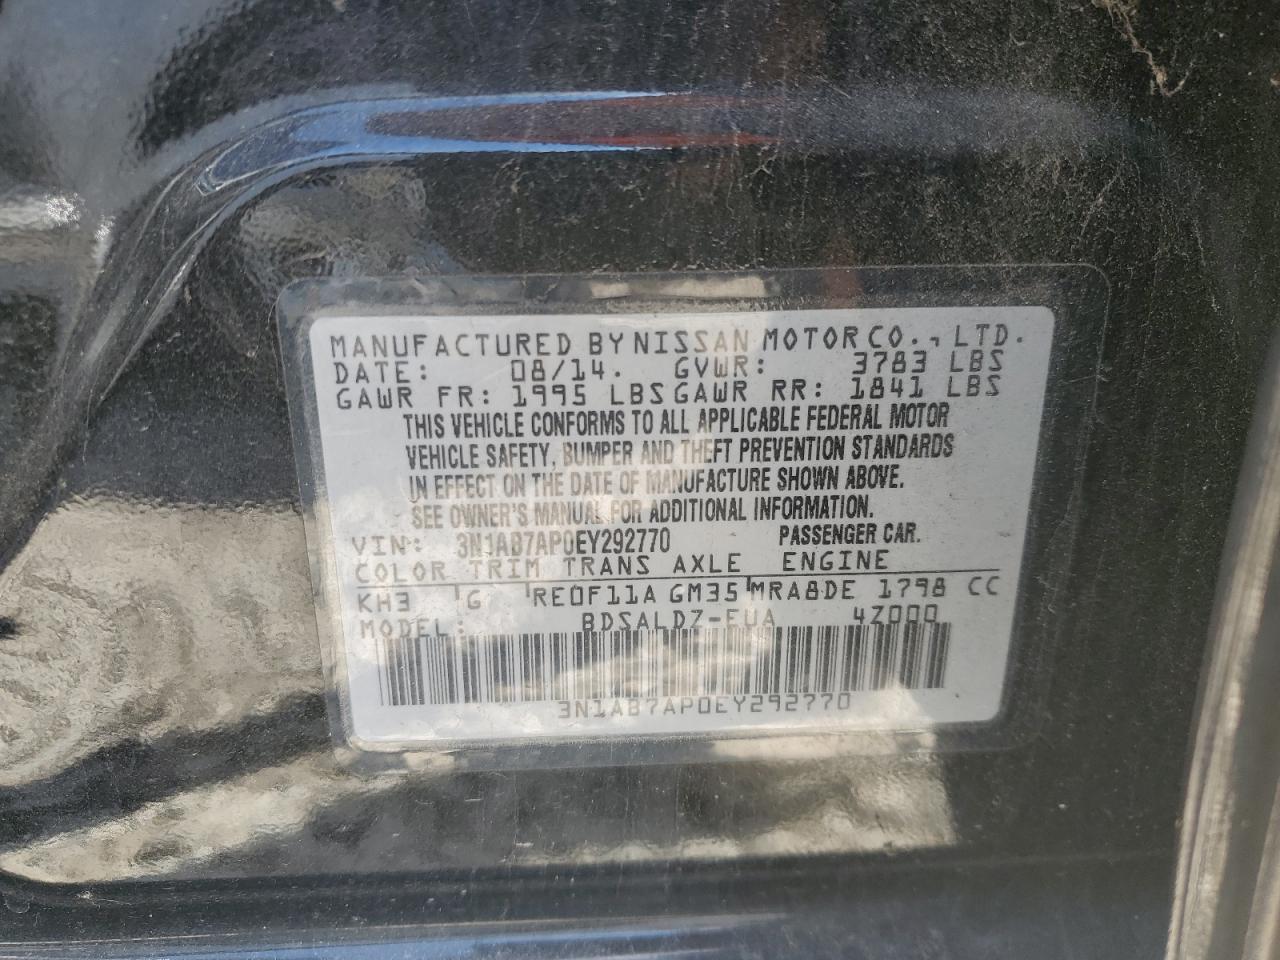 MANUFACTURED BY NISSAN MOTOR CO., LTD.
DATE: 08/14. GVWR: 3783 LBS
GAWR FR: 1995 LBS GAWR RR: 1841 LBS
THIS VEHICLE CONFORMS TO ALL APPLICABLE FEDERAL MOTOR
VEHICLE SAFETY, BUMPER AND THEFT PREVENTION STANDARDS
IN EFFECT ON THE DATE OF MANUFACTURE SHOWN ABOVE.
SEE OWNER'S MANUAL FOR ADDITIONAL INFORMATION.
VIN: 3N1AB7AP0EY292770 PASSENGER CAR.
COLOR TRIM TRANS AXLE ENGINE
KH3 G RE0F11A GM35 MRA8DE 1798 CC
MODEL: BDSALDZ-EUA 4Z000
3N1AB7AP0EY292770